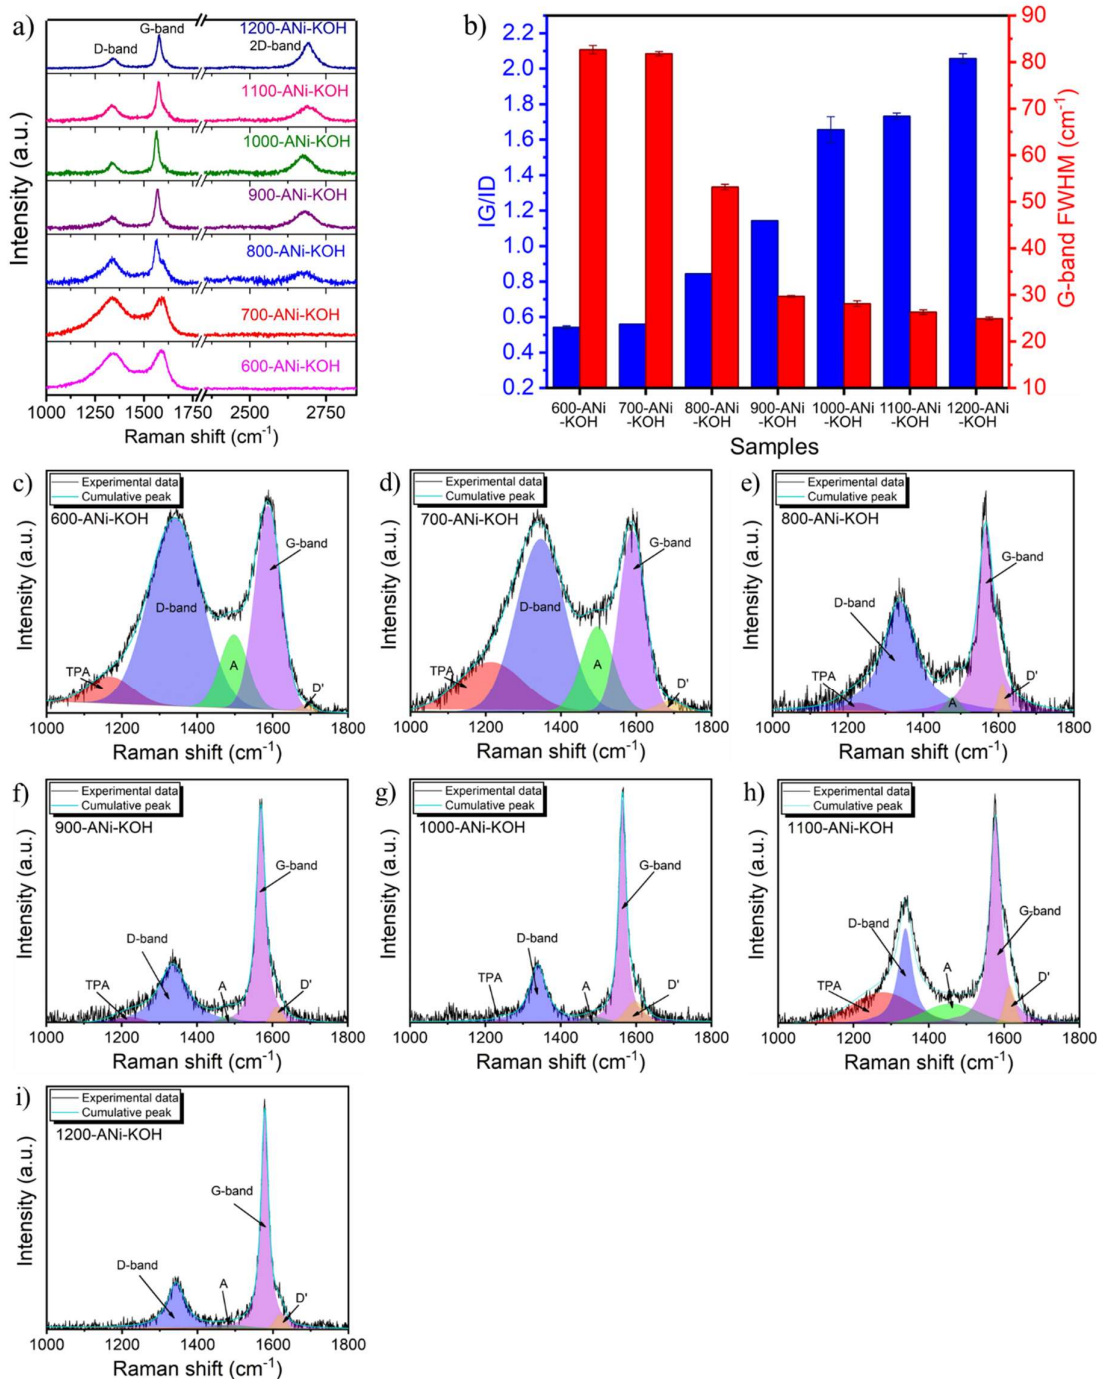 a)
Intensity (a.u.)
D-band
G-band
2D-band
1200-ANi-KOH
1100-ANi-KOH
1000-ANi-KOH
900-ANi-KOH
800-ANi-KOH
700-ANi-KOH
600-ANi-KOH
1000 1250 1500 1750 2500 2750
Raman shift (cm⁻¹)
b)
IG/ID
2.2
2.0
1.8
1.6
1.4
1.2
1.0
0.8
0.6
0.4
0.2
G-band FWHM (cm⁻¹)
90
80
70
60
50
40
30
20
10
600-ANi 700-ANi 800-ANi 900-ANi 1000-ANi 1100-ANi 1200-ANi
-KOH -KOH -KOH -KOH -KOH -KOH -KOH
Samples
c)
Experimental data
Cumulative peak
600-ANi-KOH
G-band
D-band
TPA
A
D'
Intensity (a.u.)
1000 1200 1400 1600 1800
Raman shift (cm⁻¹)
d)
Experimental data
Cumulative peak
700-ANi-KOH
G-band
D-band
TPA
A
D'
Intensity (a.u.)
1000 1200 1400 1600 1800
Raman shift (cm⁻¹)
e)
Experimental data
Cumulative peak
800-ANi-KOH
G-band
D-band
TPA
A
D'
Intensity (a.u.)
1000 1200 1400 1600 1800
Raman shift (cm⁻¹)
f)
Experimental data
Cumulative peak
900-ANi-KOH
G-band
D-band
TPA
A
D'
Intensity (a.u.)
1000 1200 1400 1600 1800
Raman shift (cm⁻¹)
g)
Experimental data
Cumulative peak
1000-ANi-KOH
G-band
D-band
TPA
A
D'
Intensity (a.u.)
1000 1200 1400 1600 1800
Raman shift (cm⁻¹)
h)
Experimental data
Cumulative peak
1100-ANi-KOH
G-band
D-band
TPA
A
D'
Intensity (a.u.)
1000 1200 1400 1600 1800
Raman shift (cm⁻¹)
i)
Experimental data
Cumulative peak
1200-ANi-KOH
G-band
D-band
A
D'
Intensity (a.u.)
1000 1200 1400 1600 1800
Raman shift (cm⁻¹)